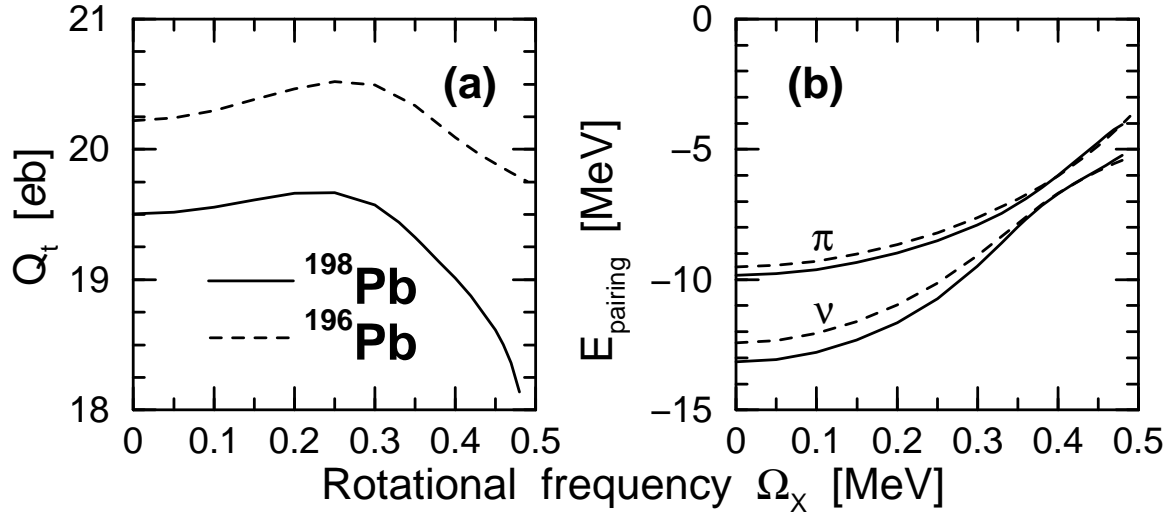 21
20
19
18
Q_t [eb]
(a)
^198Pb
^196Pb
0 0.1 0.2 0.3 0.4 0.5
0
−5
−10
−15
E_pairing [MeV]
(b)
π
ν
0 0.1 0.2 0.3 0.4 0.5
Rotational frequency Ω_X [MeV]